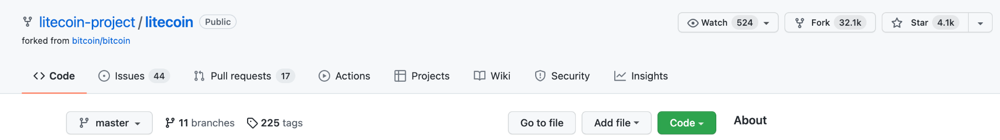 litecoin-project/litecoin Public Watch 524 Fork 32.1k Star 4.1k
forked from bitcoin/bitcoin
Code Issues 44 Pull requests 17 Actions Projects Wiki Security Insights
master 11 branches 225 tags Go to file Add file Code About